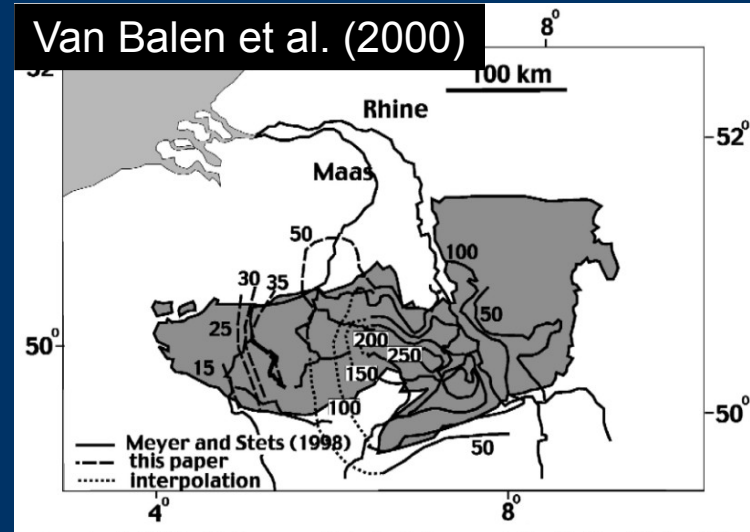 Van Balen et al. (2000)
8°
52°
100 km
Rhine
52°
Maas
50
100
30
35
50
25
200
50°
250
15
150
100
50°
50
Meyer and Stets (1998)
this paper
interpolation
4°
8°